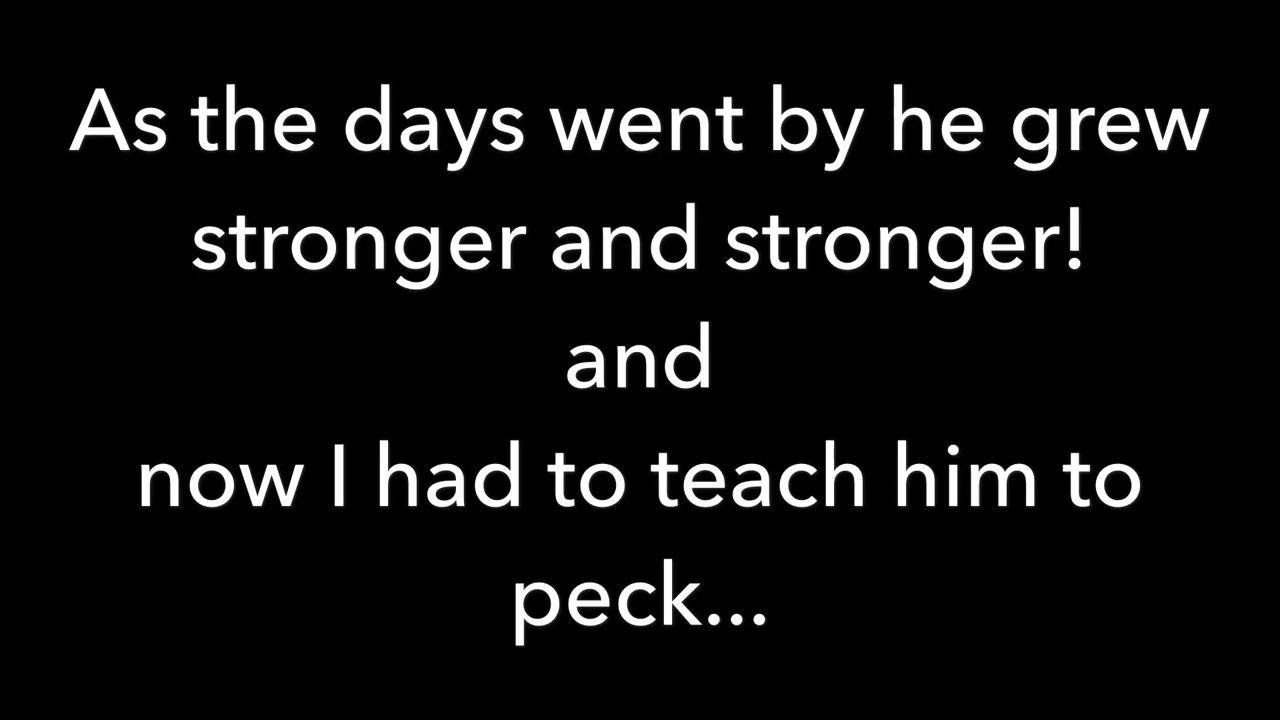 As the days went by he grew
stronger and stronger!
and
now I had to teach him to
peck...